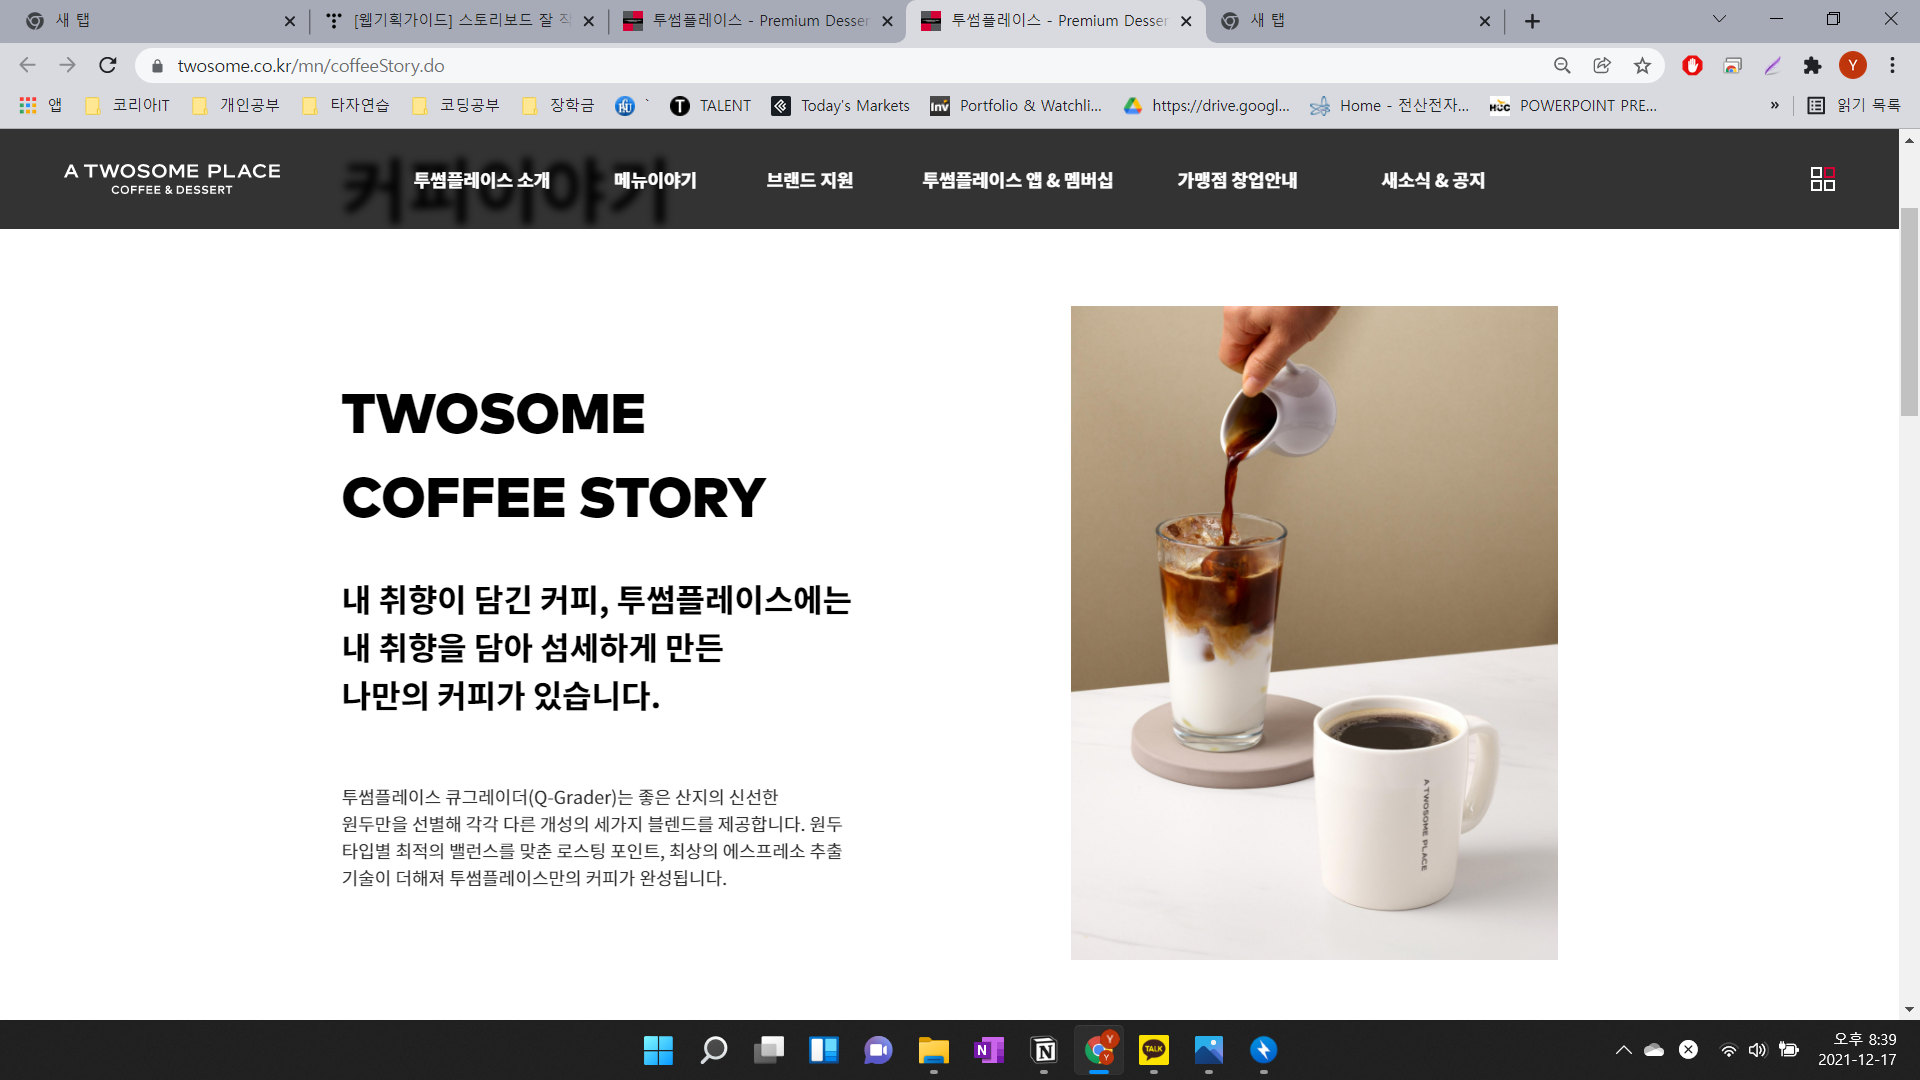 새 탭
[웹기획가이드] 스토리보드 잘 작
투썸플레이스 - Premium Desser
투썸플레이스 - Premium Desser
새 탭
twosome.co.kr/mn/coffeeStory.do
Y
앱
코리아IT
개인공부
타자연습
코딩공부
장학금
`
TALENT
Today's Markets
Portfolio & Watchli...
https://drive.googl...
Home - 전산전자...
POWERPOINT PRE...
»
읽기 목록
A TWOSOME PLACE
COFFEE & DESSERT
커피이야기
투썸플레이스 소개
메뉴이야기
브랜드 지원
투썸플레이스 앱 & 멤버십
가맹점 창업안내
새소식 & 공지
TWOSOME
COFFEE STORY
내 취향이 담긴 커피, 투썸플레이스에는
내 취향을 담아 섬세하게 만든
나만의 커피가 있습니다.
투썸플레이스 큐그레이더(Q-Grader)는 좋은 산지의 신선한
원두만을 선별해 각각 다른 개성의 세가지 블렌드를 제공합니다. 원두
타입별 최적의 밸런스를 맞춘 로스팅 포인트, 최상의 에스프레소 추출
기술이 더해져 투썸플레이스만의 커피가 완성됩니다.
A TWOSOME PLACE
TALK
오후 8:39
2021-12-17